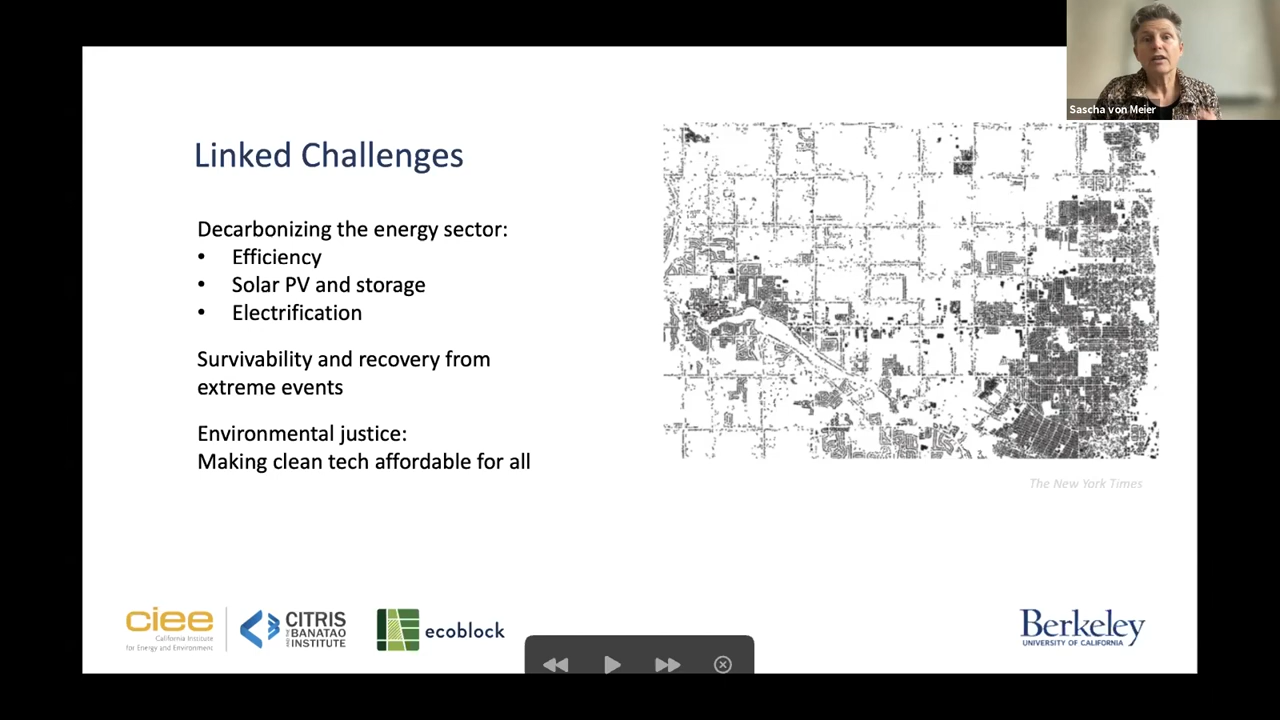 Sascha von Meier
Linked Challenges
Decarbonizing the energy sector:
• Efficiency
• Solar PV and storage
• Electrification
Survivability and recovery from
extreme events
Environmental justice:
Making clean tech affordable for all
The New York Times
ciee
California Institute
for Energy and Environment
CITRIS
AND THE
BANATAO
INSTITUTE
ecoblock
Berkeley
UNIVERSITY OF CALIFORNIA